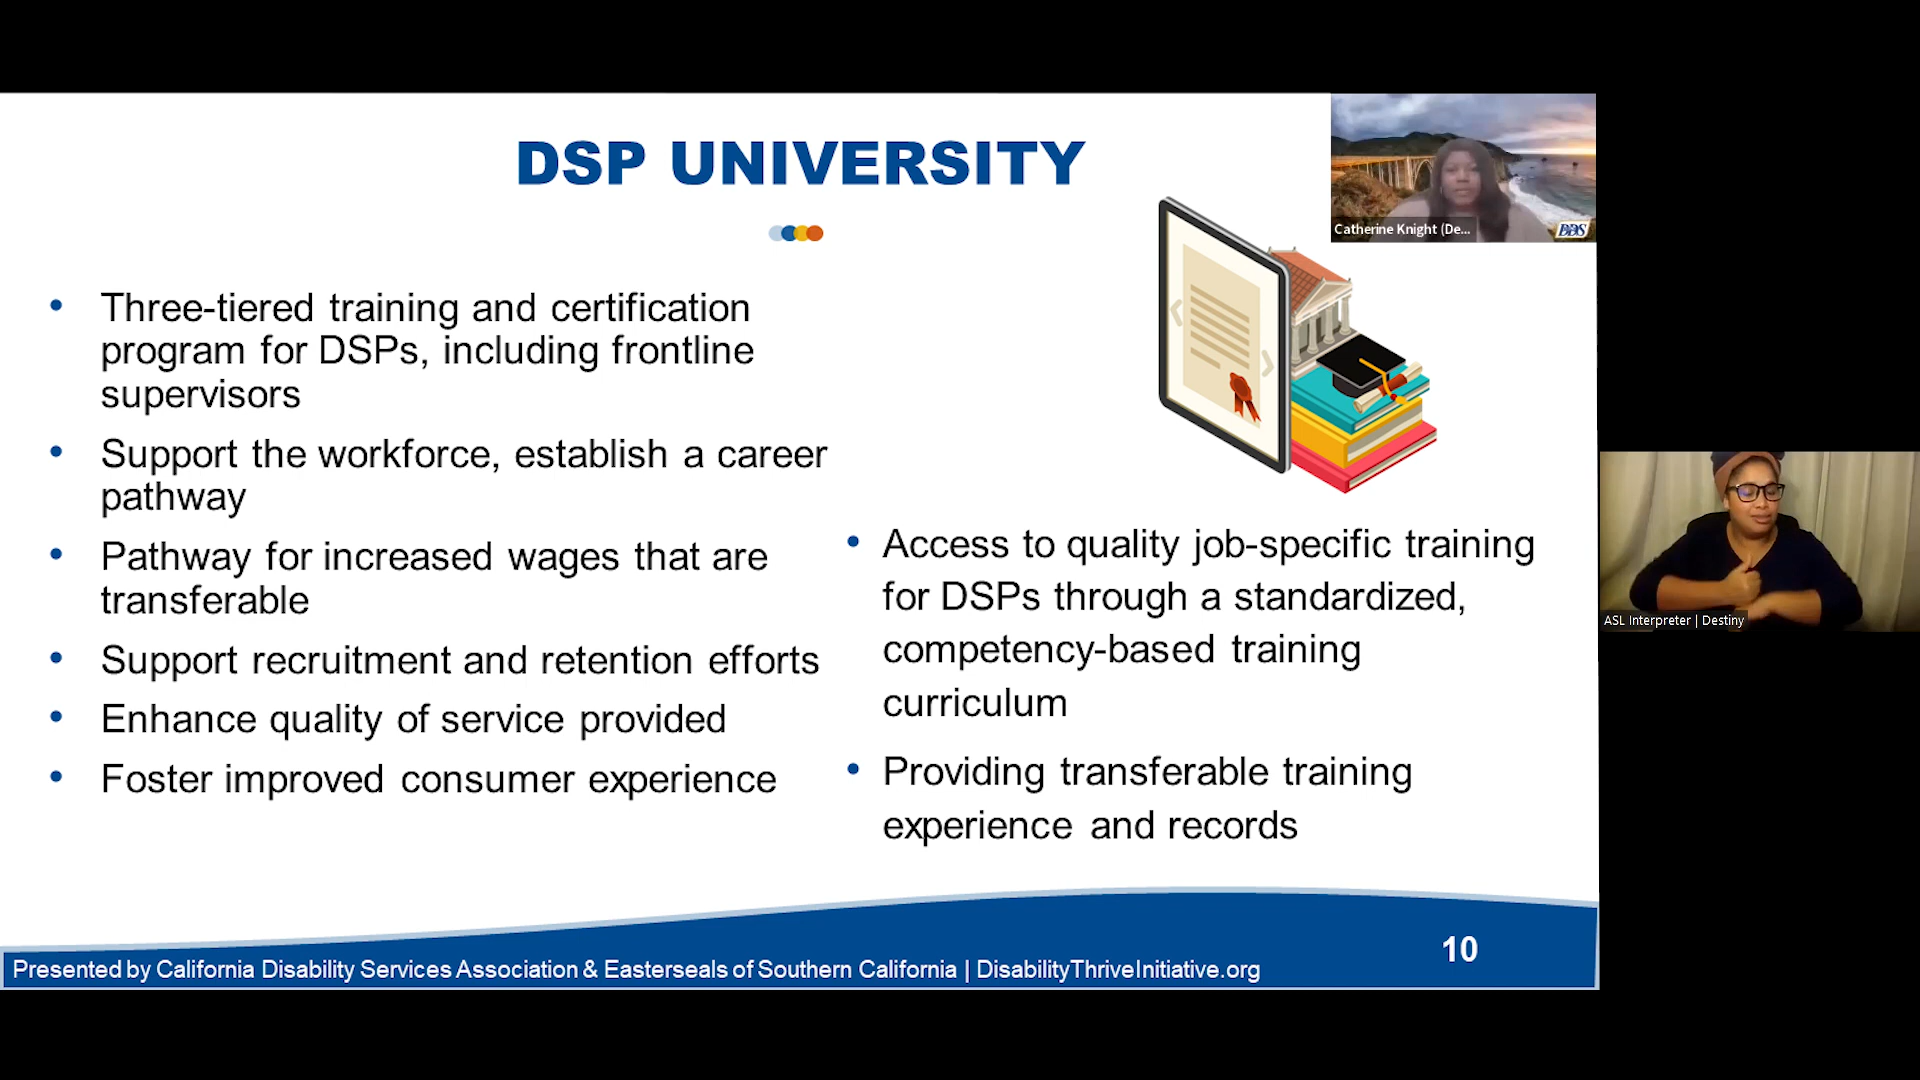 DSP UNIVERSITY
• Three-tiered training and certification
program for DSPs, including frontline
supervisors
• Support the workforce, establish a career
pathway
• Pathway for increased wages that are
transferable
• Support recruitment and retention efforts
• Enhance quality of service provided
• Foster improved consumer experience
• Access to quality job-specific training
for DSPs through a standardized,
competency-based training
curriculum
• Providing transferable training
experience and records
Catherine Knight (De...
DDS
ASL Interpreter | Destiny
10
Presented by California Disability Services Association & Easterseals of Southern California | DisabilityThriveInitiative.org